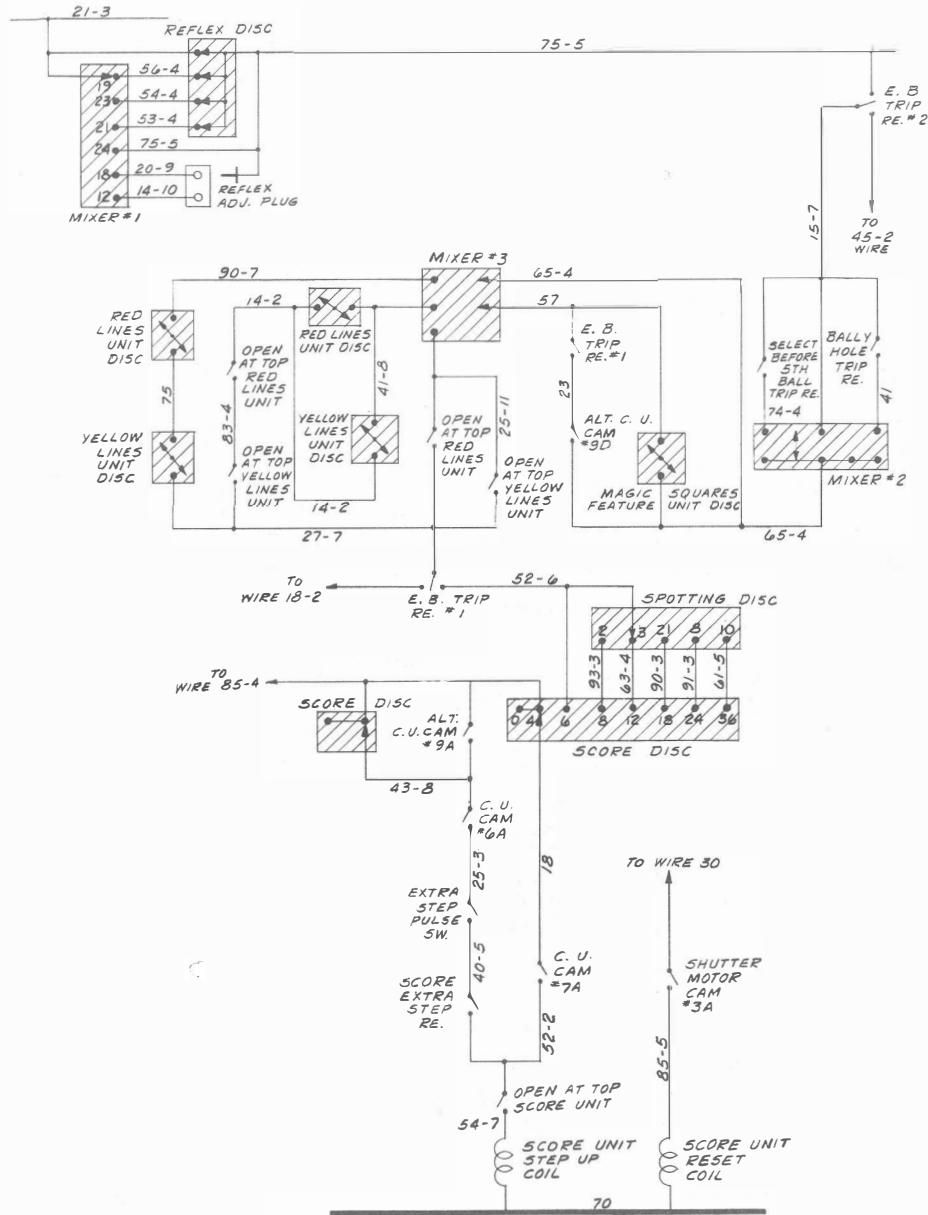 21-3
REFLEX DISC
75-5
19
56-4
23
54-4
21
53-4
24
75-5
18
20-9
12
14-10
REFLEX
ADJ. PLUG
MIXER #1
E. B
TRIP
RE. #2
TO
45-2
WIRE
15-7
MIXER #3
90-7
65-4
14-2
57
RED
LINES
UNIT
DISC
RED LINES
UNIT DISC
E. B.
TRIP
RE. #1
SELECT
BEFORE
5TH
BALL
TRIP RE.
BALLY
HOLE
TRIP
RE.
OPEN
AT TOP
RED
LINES
UNIT
41-8
75
83-4
23
74-4
41
YELLOW
LINES
UNIT
DISC
OPEN
AT TOP
YELLOW
LINES
UNIT
YELLOW
LINES
UNIT
DISC
OPEN
AT TOP
RED
LINES
UNIT
25-11
OPEN
AT TOP
YELLOW
LINES
UNIT
ALT. C. U.
CAM
#9D
MAGIC
FEATURE
SQUARES
UNIT DISC
MIXER #2
14-2
27-7
65-4
TO
WIRE 18-2
E. B. TRIP
RE. #1
52-6
SPOTTING DISC
2 3 21 8 10
93-3
63-4
90-3
91-3
61-5
TO
WIRE 85-4
SCORE DISC
0 4 6 8 12 18 24 36
SCORE DISC
ALT.
C.U. CAM
#9A
43-8
C. U.
CAM
#6A
25-3
18
TO WIRE 30
EXTRA
STEP
PULSE
SW.
40-5
C. U.
CAM
#7A
SHUTTER
MOTOR
CAM
#3A
SCORE
EXTRA
STEP
RE.
52-2
85-5
OPEN AT TOP
SCORE UNIT
54-7
SCORE UNIT
STEP UP
COIL
SCORE UNIT
RESET
COIL
70